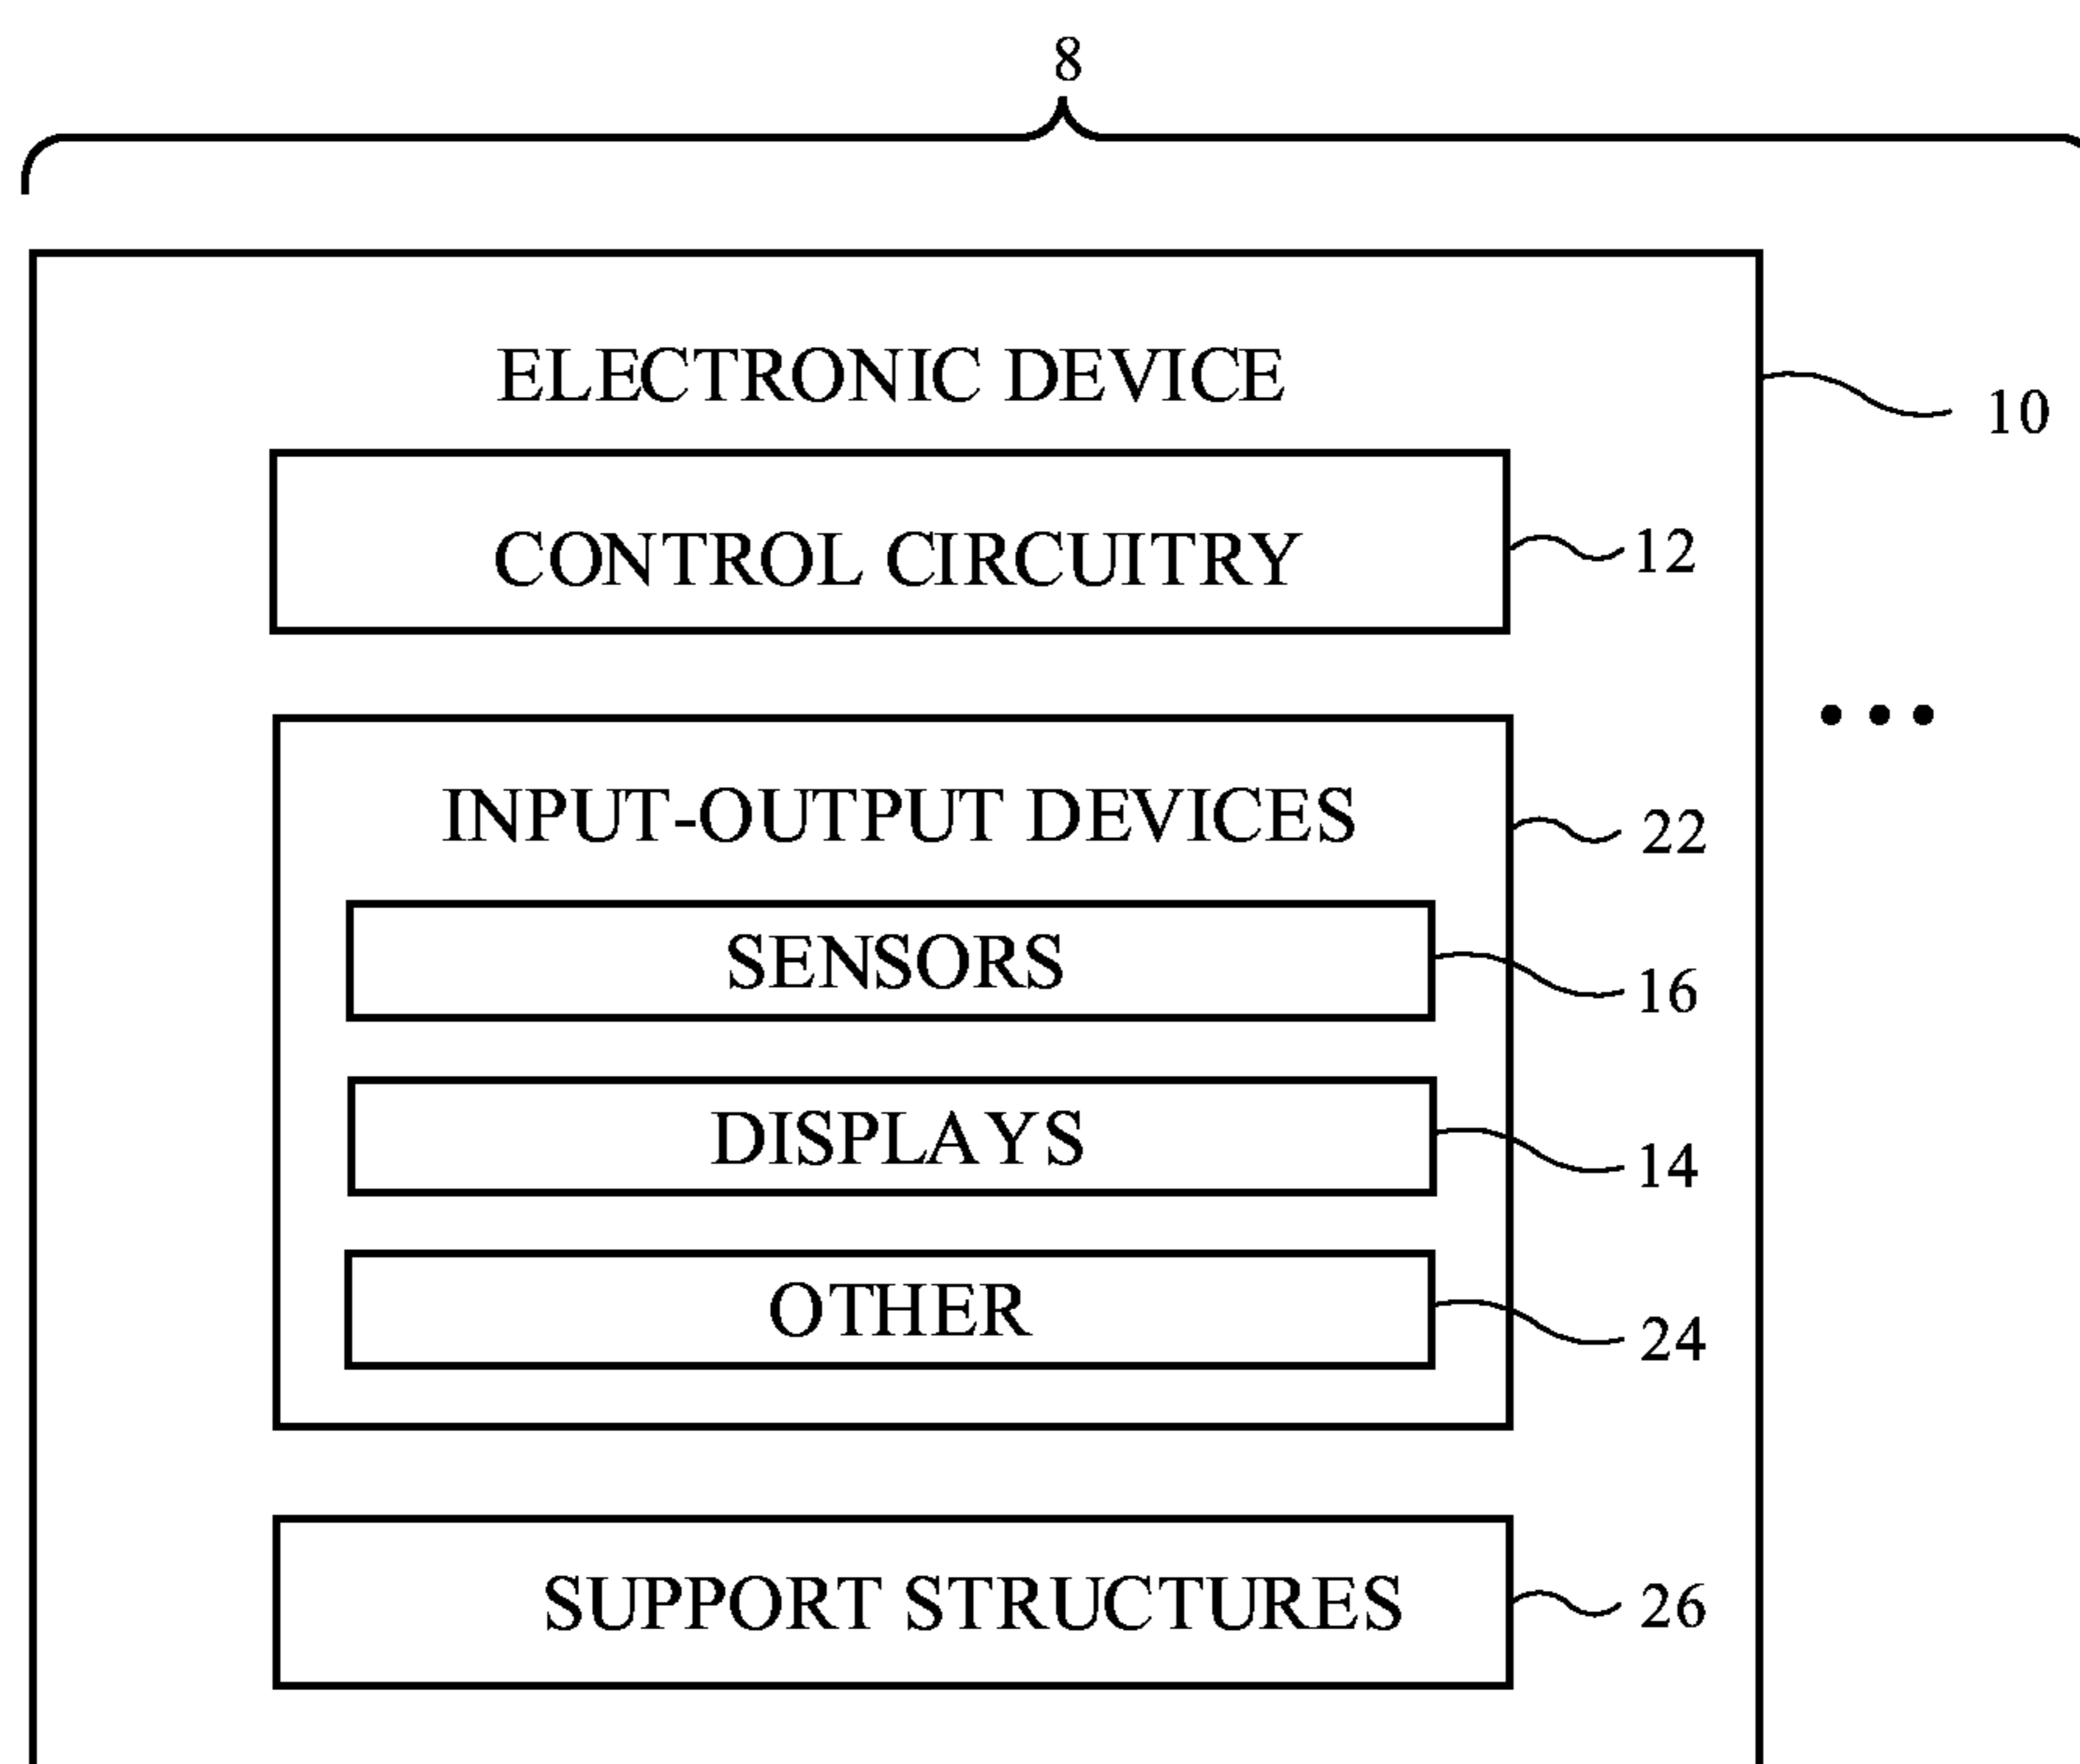 8
ELECTRONIC DEVICE
10
CONTROL CIRCUITRY
12
INPUT-OUTPUT DEVICES
22
SENSORS
16
DISPLAYS
14
OTHER
24
SUPPORT STRUCTURES
26